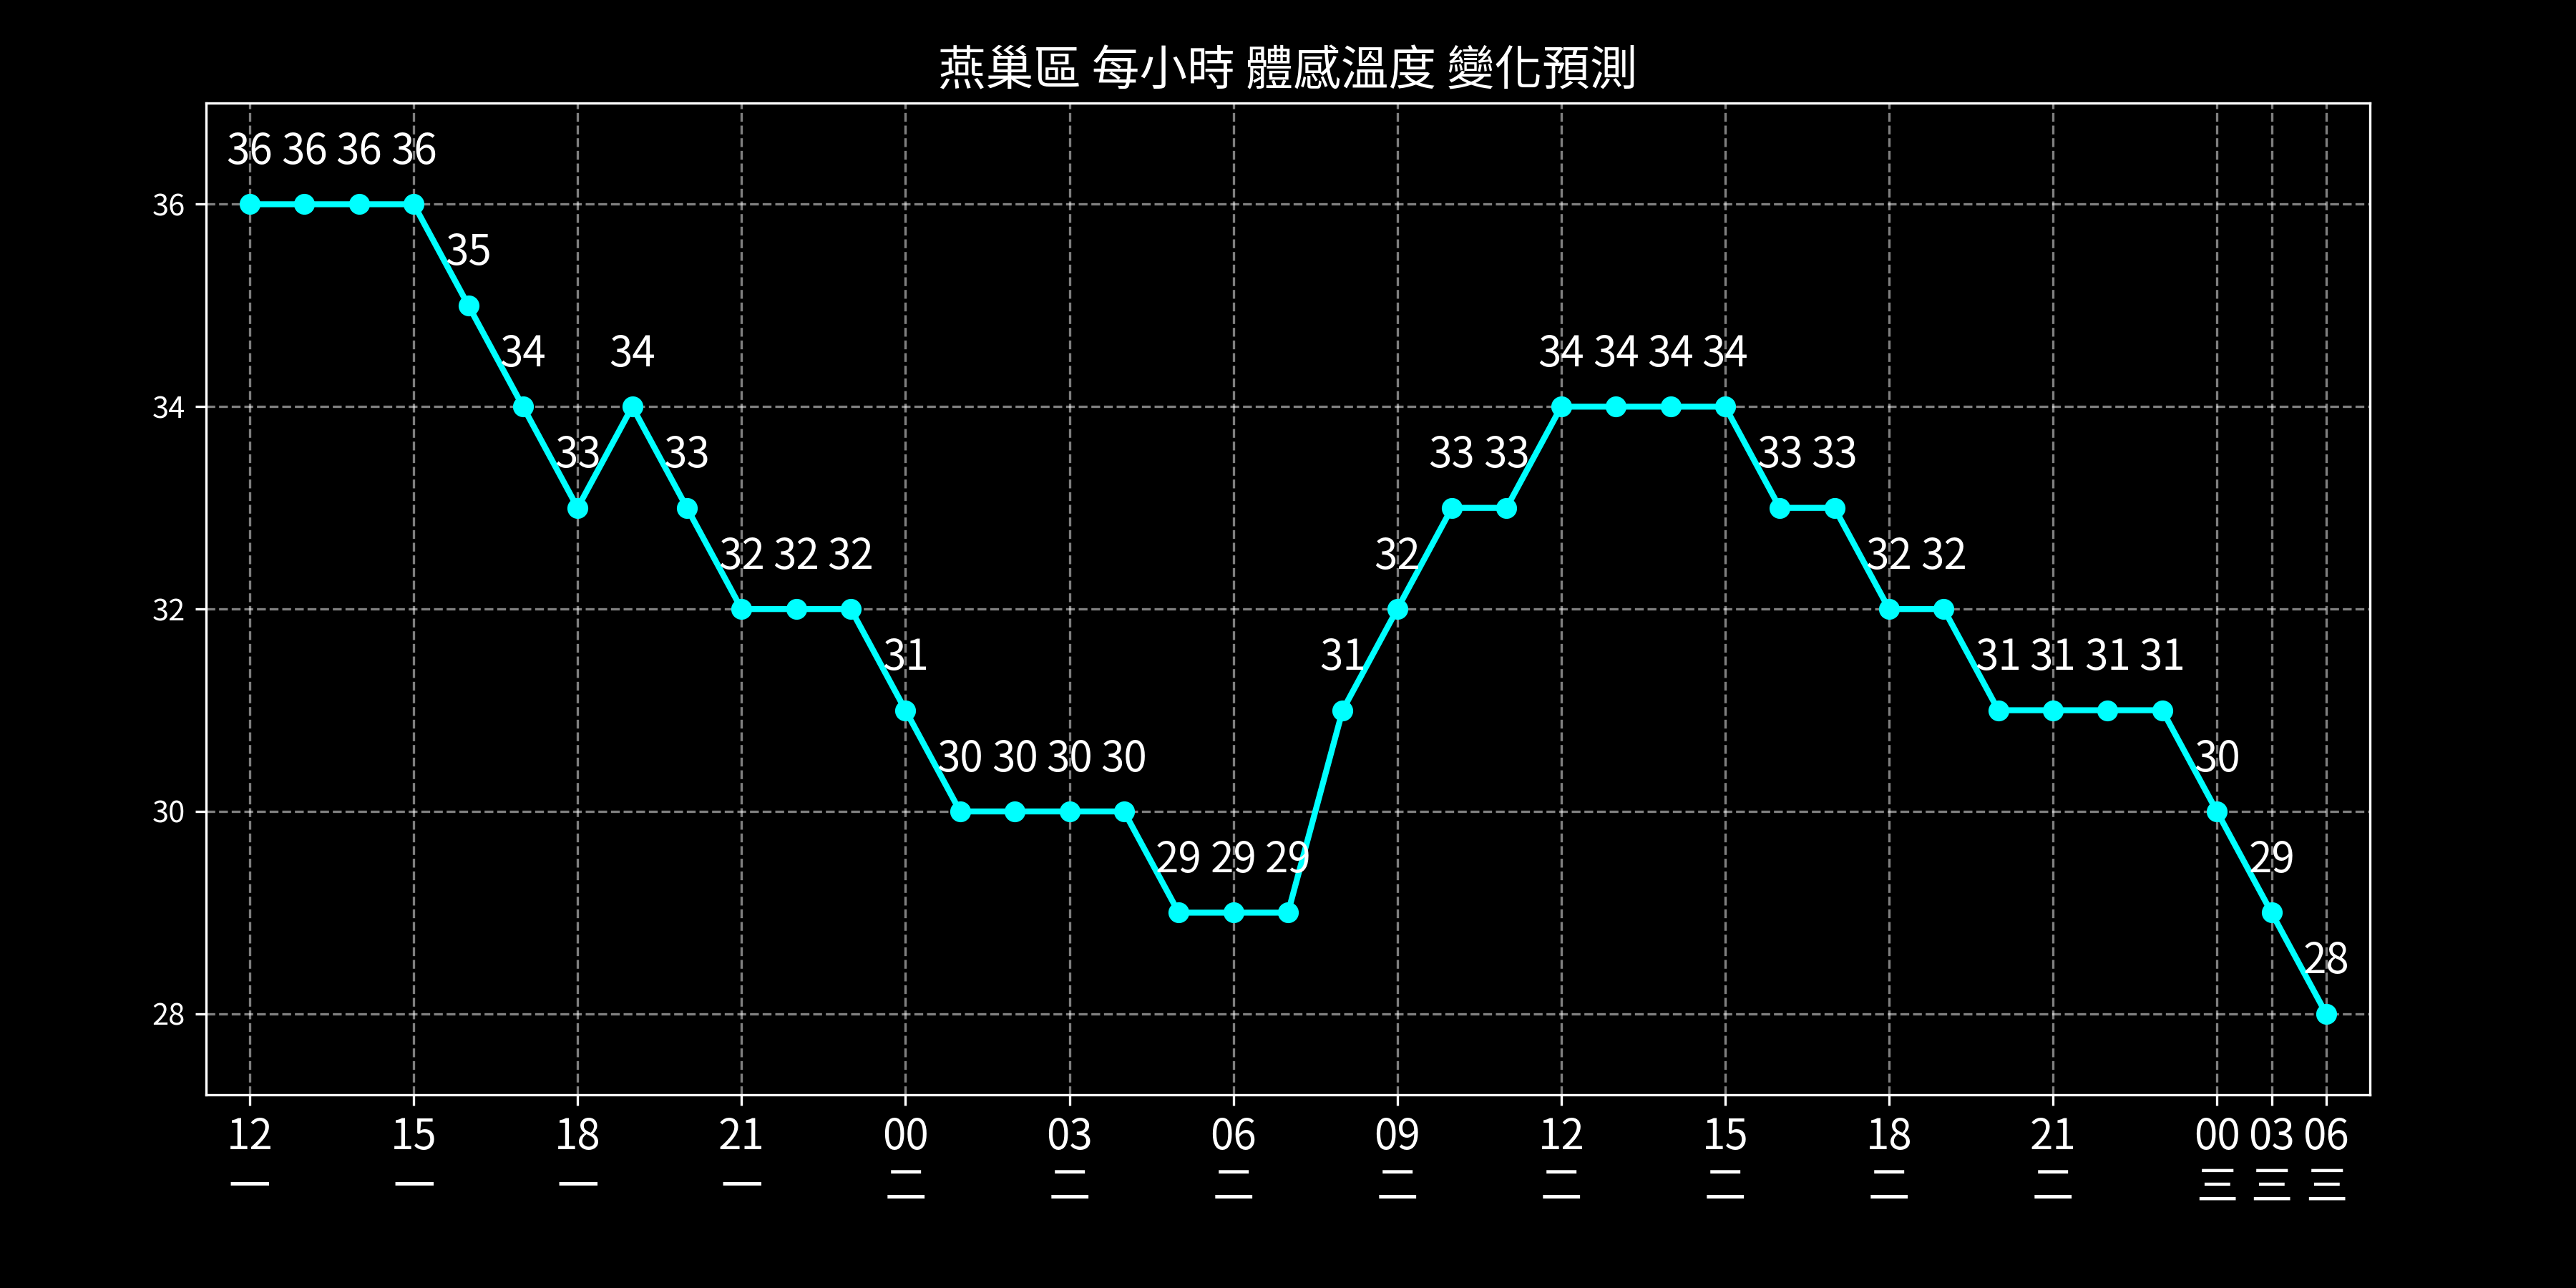 燕巢區 每小時 體感溫度 變化預測
36 36 36 36
36
35
34 34 34 34 34 34
34
33 33 33 33 33 33
32 32 32 32 32 32
32
31 31 31 31 31 31
30 30 30 30 30
30
29 29 29 29
28
28
12 15 18 21 00 03 06 09 12 15 18 21 00 03 06
一 一 一 一 二 二 二 二 二 二 二 二 三 三 三